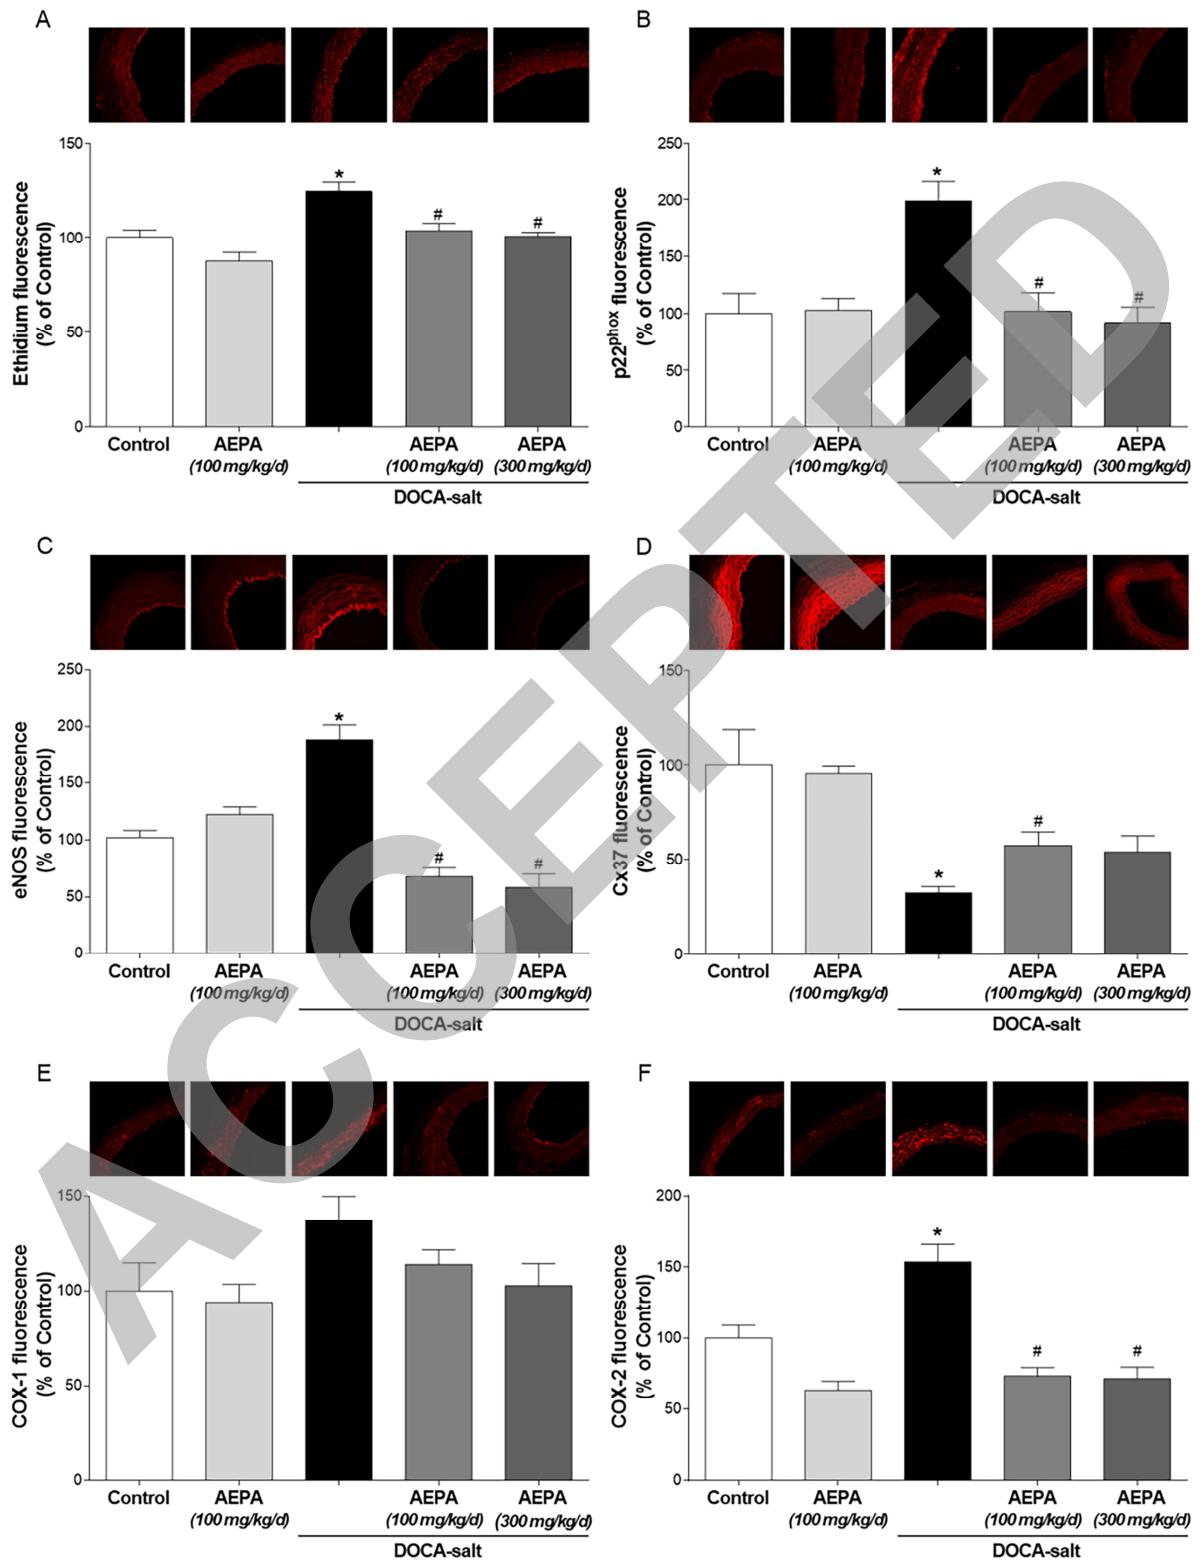 A
150
100
50
0
Ethidium fluorescence
(% of Control)
*
#
#
Control
AEPA
(100 mg/kg/d)
AEPA
(100 mg/kg/d)
AEPA
(300 mg/kg/d)
DOCA-salt
B
250
200
150
100
50
0
p22phox fluorescence
(% of Control)
*
#
#
Control
AEPA
(100 mg/kg/d)
AEPA
(100 mg/kg/d)
AEPA
(300 mg/kg/d)
DOCA-salt
C
250
200
150
100
50
0
eNOS fluorescence
(% of Control)
*
#
#
Control
AEPA
(100 mg/kg/d)
AEPA
(100 mg/kg/d)
AEPA
(300 mg/kg/d)
DOCA-salt
D
150
100
50
0
Cx37 fluorescence
(% of Control)
*
#
Control
AEPA
(100 mg/kg/d)
AEPA
(100 mg/kg/d)
AEPA
(300 mg/kg/d)
DOCA-salt
E
150
100
50
0
COX-1 fluorescence
(% of Control)
Control
AEPA
(100 mg/kg/d)
AEPA
(100 mg/kg/d)
AEPA
(300 mg/kg/d)
DOCA-salt
F
200
150
100
50
0
COX-2 fluorescence
(% of Control)
*
#
#
Control
AEPA
(100 mg/kg/d)
AEPA
(100 mg/kg/d)
AEPA
(300 mg/kg/d)
DOCA-salt
ACCEPTED